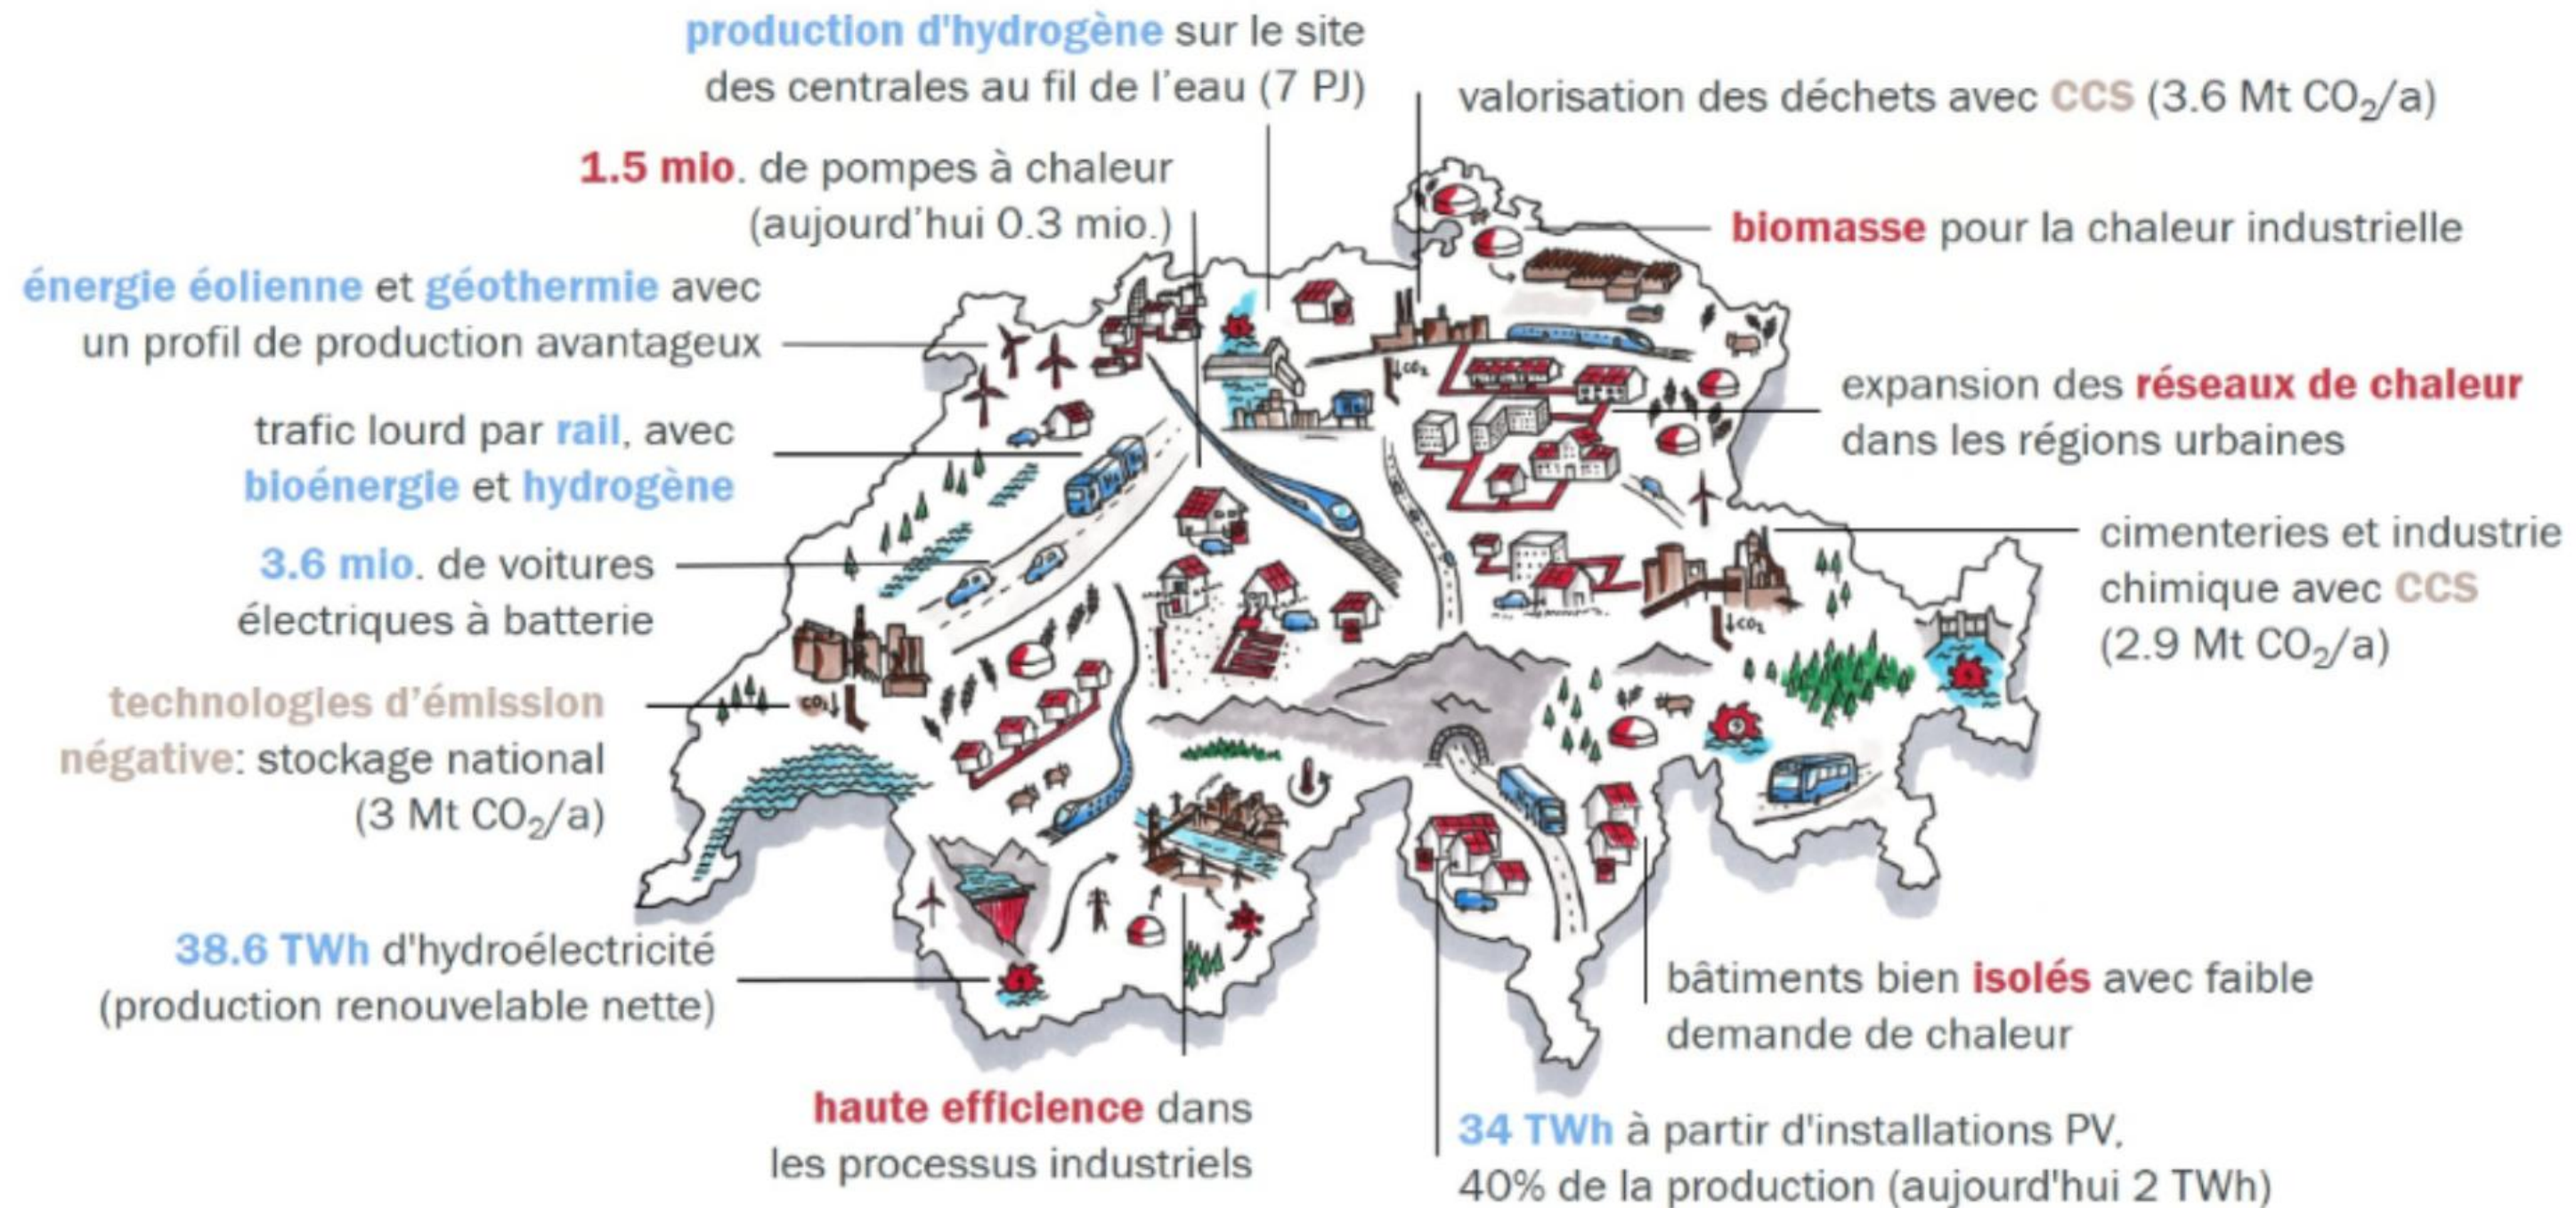 production d'hydrogène sur le site
des centrales au fil de l'eau (7 PJ)
valorisation des déchets avec CCS (3.6 Mt CO₂/a)
1.5 mio. de pompes à chaleur
(aujourd'hui 0.3 mio.)
biomasse pour la chaleur industrielle
énergie éolienne et géothermie avec
un profil de production avantageux
expansion des réseaux de chaleur
dans les régions urbaines
trafic lourd par rail, avec
bioénergie et hydrogène
cimenteries et industrie
chimique avec CCS
(2.9 Mt CO₂/a)
3.6 mio. de voitures
électriques à batterie
technologies d'émission
négative: stockage national
(3 Mt CO₂/a)
38.6 TWh d'hydroélectricité
(production renouvelable nette)
bâtiments bien isolés avec faible
demande de chaleur
haute efficience dans
les processus industriels
34 TWh à partir d'installations PV,
40% de la production (aujourd'hui 2 TWh)
CO₂
CO₂
CO₂